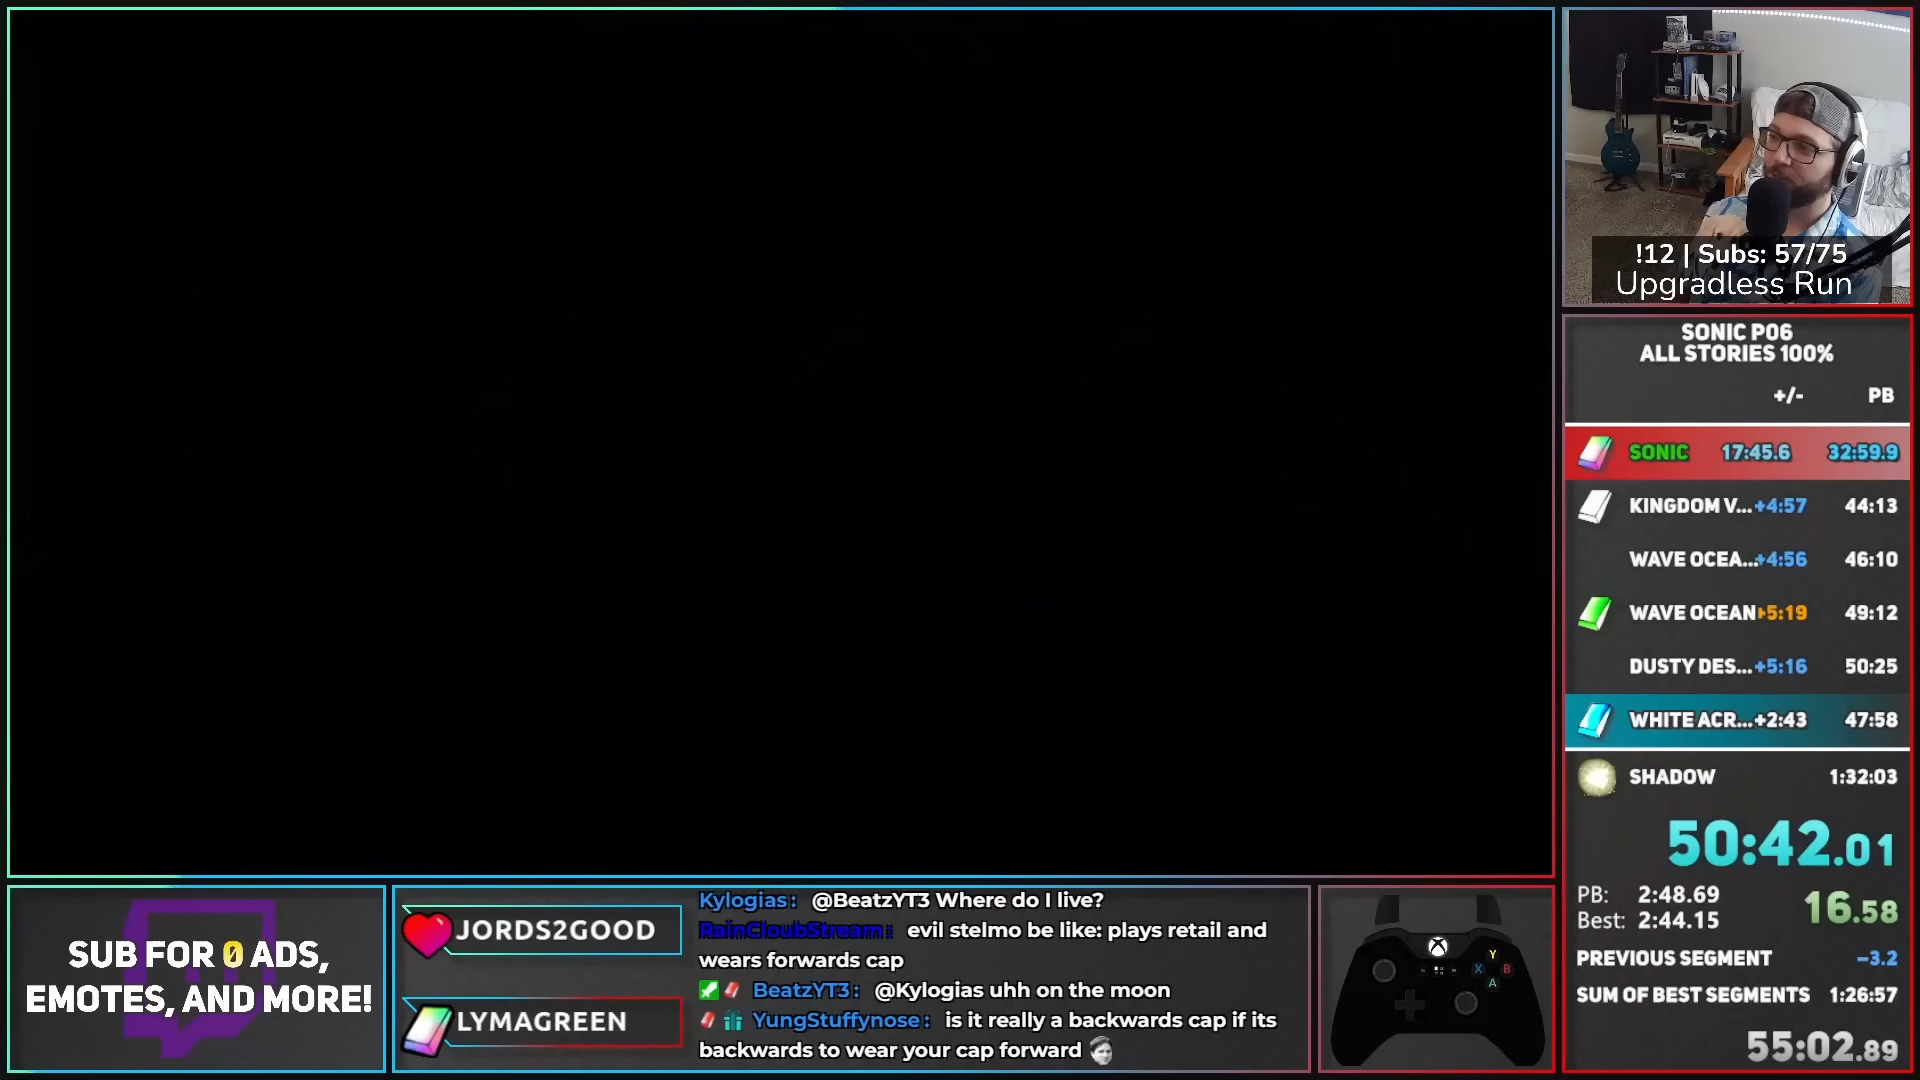 !12 | Subs: 57/75
Upgradless Run
SONIC P06
ALL STORIES 100%
+/- PB
SONIC 17:45.6 32:59.9
KINGDOM V... +4:57 44:13
WAVE OCEA... +4:56 46:10
WAVE OCEAN +5:19 49:12
DUSTY DES... +5:16 50:25
WHITE ACR... +2:43 47:58
SHADOW 1:32:03
50:42.01
PB: 2:48.69
16.58
Best: 2:44.15
PREVIOUS SEGMENT -3.2
SUM OF BEST SEGMENTS 1:26:57
55:02.89
SUB FOR 0 ADS,
EMOTES, AND MORE!
JORDS2GOOD
LYMAGREEN
Kylogias: @BeatzYT3 Where do I live?
RainCloubStream: evil stelmo be like: plays retail and
wears forwards cap
BeatzYT3: @Kylogias uhh on the moon
YungStuffynose: is it really a backwards cap if its
backwards to wear your cap forward
Y
X
B
A